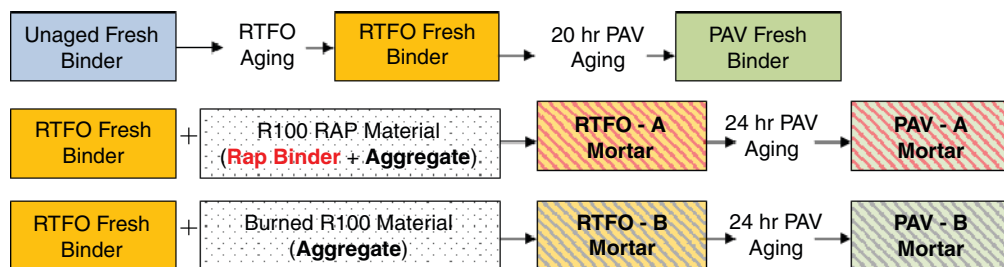 Unaged Fresh
Binder
RTFO
Aging
RTFO Fresh
Binder
20 hr PAV
Aging
PAV Fresh
Binder
RTFO Fresh
Binder
+
R100 RAP Material
(Rap Binder + Aggregate)
RTFO - A
Mortar
24 hr PAV
Aging
PAV - A
Mortar
RTFO Fresh
Binder
+
Burned R100 Material
(Aggregate)
RTFO - B
Mortar
24 hr PAV
Aging
PAV - B
Mortar